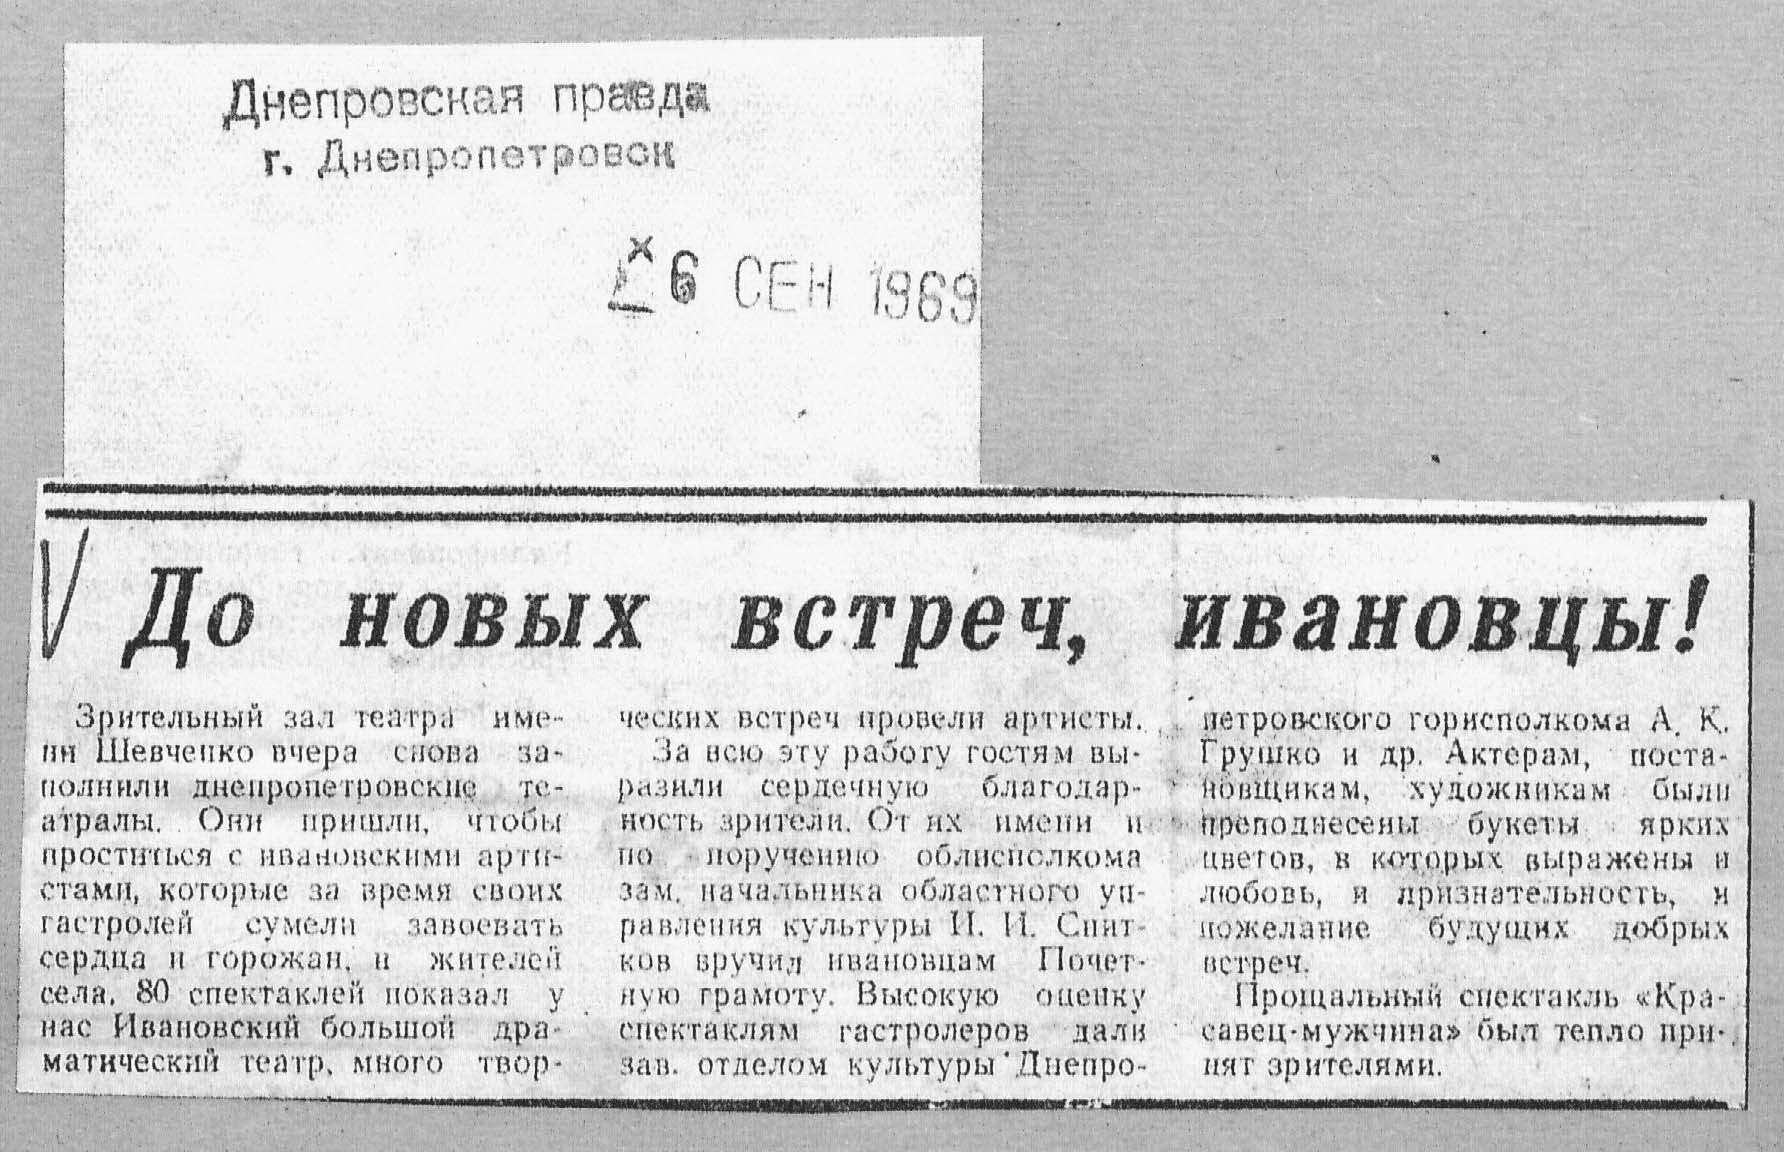 Днепровская правда
г. Днепропетровск
6 СЕН 1969
До новых встреч, ивановцы!
Зрительный зал театра име-
ни Шевченко вчера снова за-
полнили днепропетровские те-
атралы. Они пришли, чтобы
проститься с ивановскими арти-
стами, которые за время своих
гастролей сумели завоевать
сердца и горожан, и жителей
села. 80 спектаклей показал у
нас Ивановский большой дра-
матический театр, много твор-
ческих встреч провели артисты.
За всю эту работу гостям вы-
разили сердечную благодар-
ность зрители. От их имени и
по поручению облисполкома
зам. начальника областного уп-
равления культуры И. И. Спит-
ков вручил ивановцам Почет-
ную грамоту. Высокую оценку
спектаклям гастролеров дали
зав. отделом культуры Днепро-
петровского горисполкома А. К.
Грушко и др. Актерам, поста-
новщикам, художникам были
преподнесены букеты ярких
цветов, в которых выражены и
любовь, и признательность, и
пожелание будущих добрых
встреч.
Прощальный спектакль «Кра-
савец-мужчина» был тепло при-
нят зрителями.